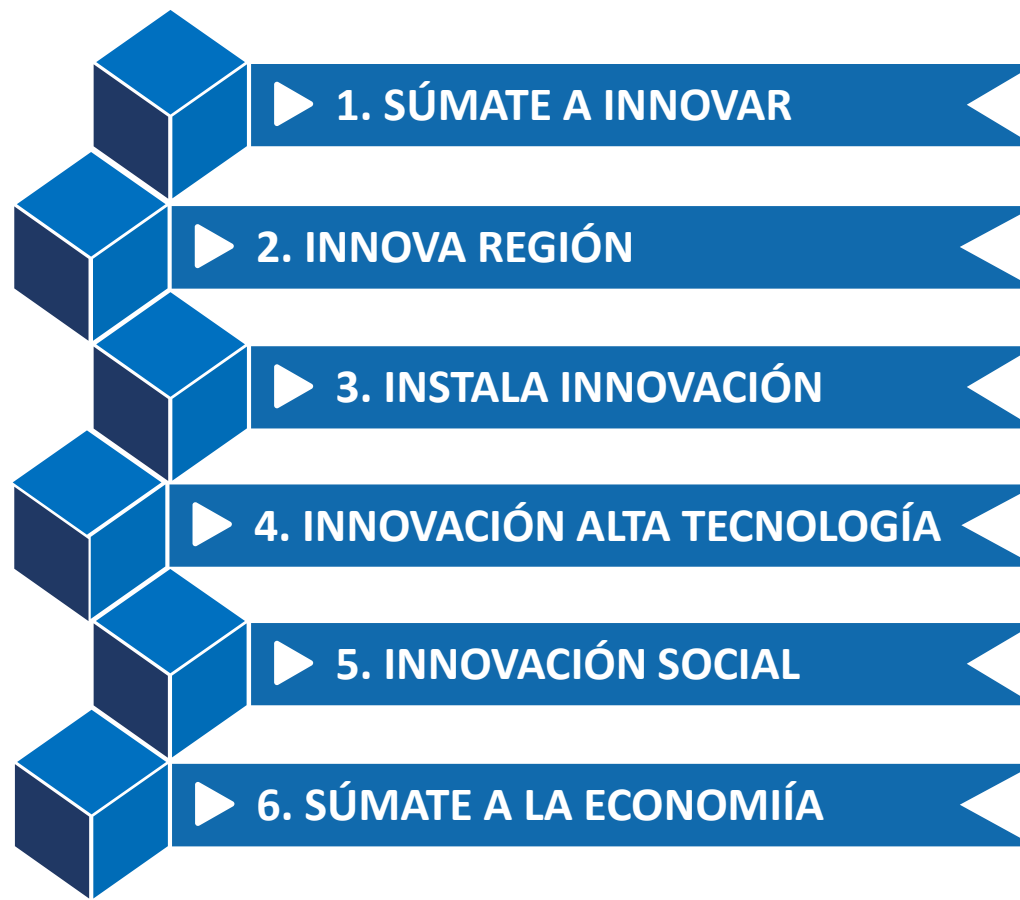 1. SÚMATE A INNOVAR
2. INNOVA REGIÓN
3. INSTALA INNOVACIÓN
4. INNOVACIÓN ALTA TECNOLOGÍA
5. INNOVACIÓN SOCIAL
6. SÚMATE A LA ECONOMIÍA